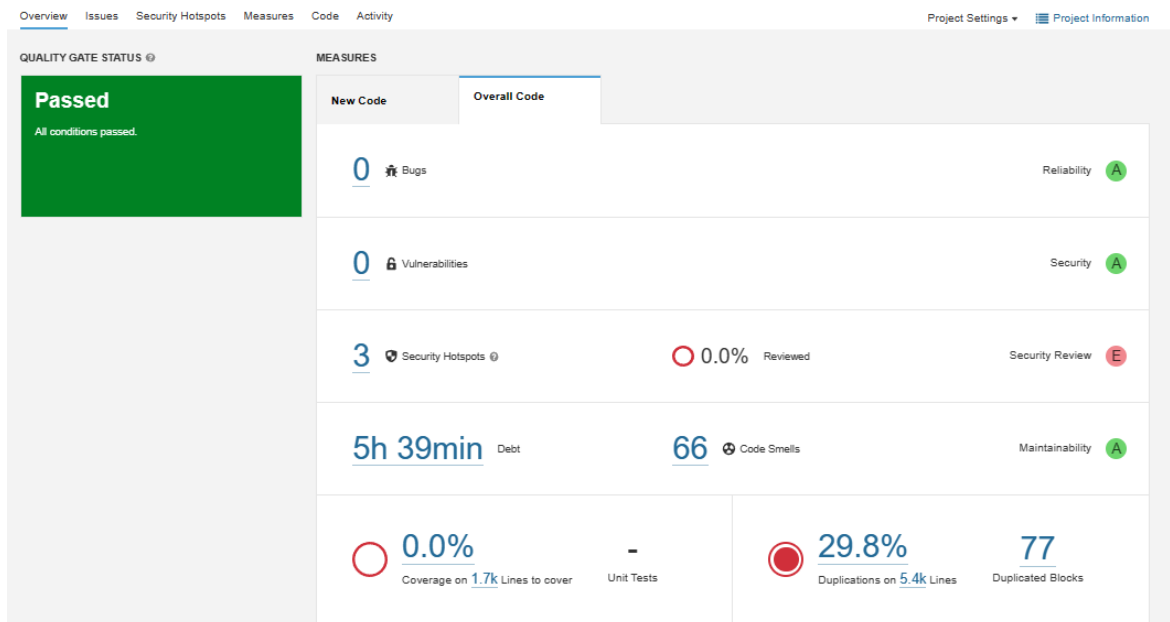 Overview Issues Security Hotspots Measures Code Activity Project Settings Project Information
QUALITY GATE STATUS
Passed
All conditions passed.
MEASURES
New Code Overall Code
0 Bugs Reliability A
0 Vulnerabilities Security A
3 Security Hotspots 0.0% Reviewed Security Review E
5h 39min Debt 66 Code Smells Maintainability A
0.0%
Coverage on 1.7k Lines to cover
-
Unit Tests
29.8%
Duplications on 5.4k Lines
77
Duplicated Blocks